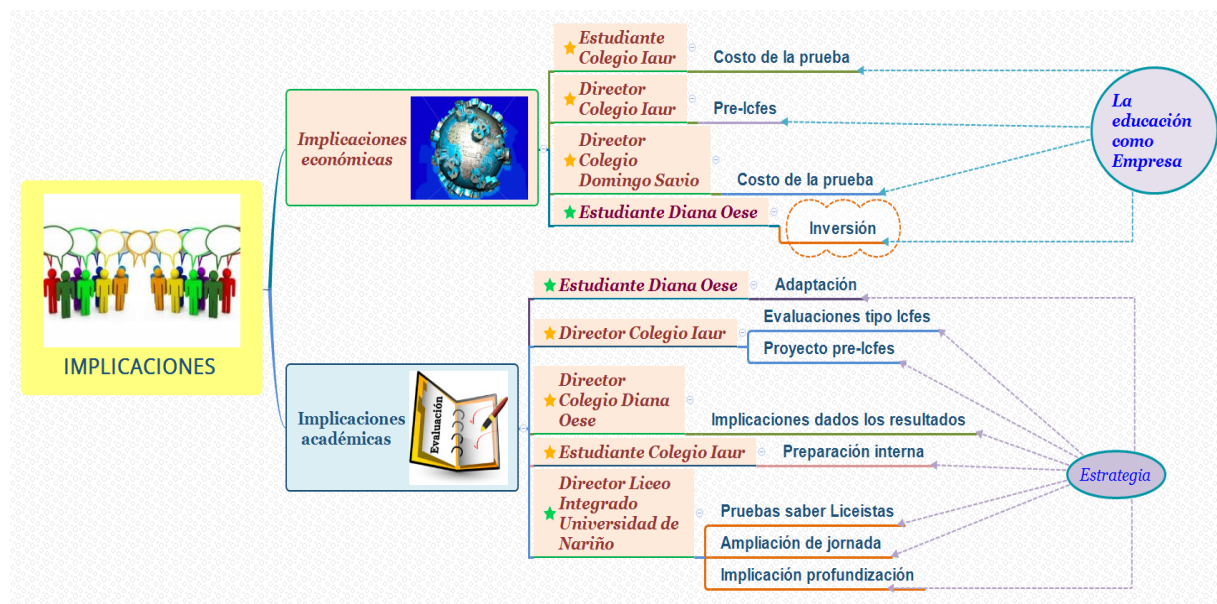 IMPLICACIONES
Implicaciones
económicas
Estudiante
Colegio Iaur
Costo de la prueba
Director
Colegio Iaur
Pre-Icfes
Director
Colegio
Domingo Savio
Costo de la prueba
Estudiante Diana Oese
Inversión
La
educación
como
Empresa
Implicaciones
académicas
Evaluación
Estudiante Diana Oese
Adaptación
Director Colegio Iaur
Evaluaciones tipo Icfes
Proyecto pre-Icfes
Director
Colegio Diana
Oese
Implicaciones dados los resultados
Estudiante Colegio Iaur
Preparación interna
Director Liceo
Integrado
Universidad de
Nariño
Pruebas saber Liceistas
Ampliación de jornada
Implicación profundización
Estrategia